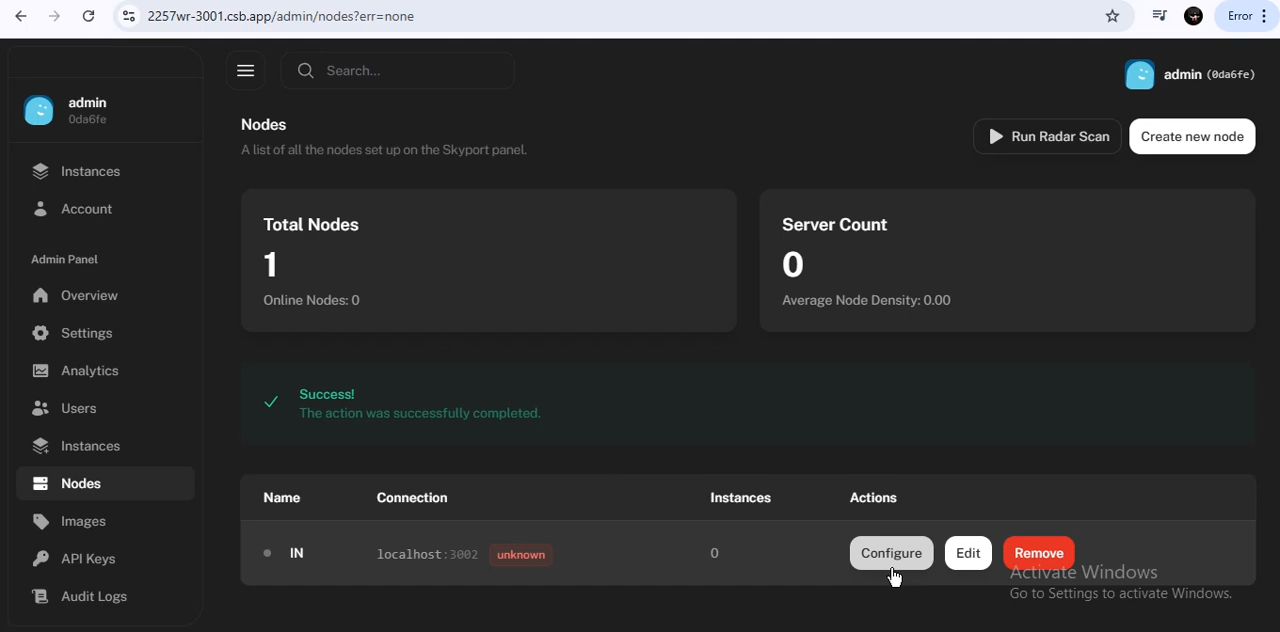 2257wr-3001.csb.app/admin/nodes?err=none
Error
admin
0da6fe
Search...
admin (0da6fe)
Instances
Account
Admin Panel
Overview
Settings
Analytics
Users
Instances
Nodes
Images
API Keys
Audit Logs
Nodes
A list of all the nodes set up on the Skyport panel.
Run Radar Scan
Create new node
Total Nodes
1
Online Nodes: 0
Server Count
0
Average Node Density: 0.00
Success!
The action was successfully completed.
Name Connection Instances Actions
IN localhost:3002 unknown 0 Configure Edit Remove
Activate Windows
Go to Settings to activate Windows.